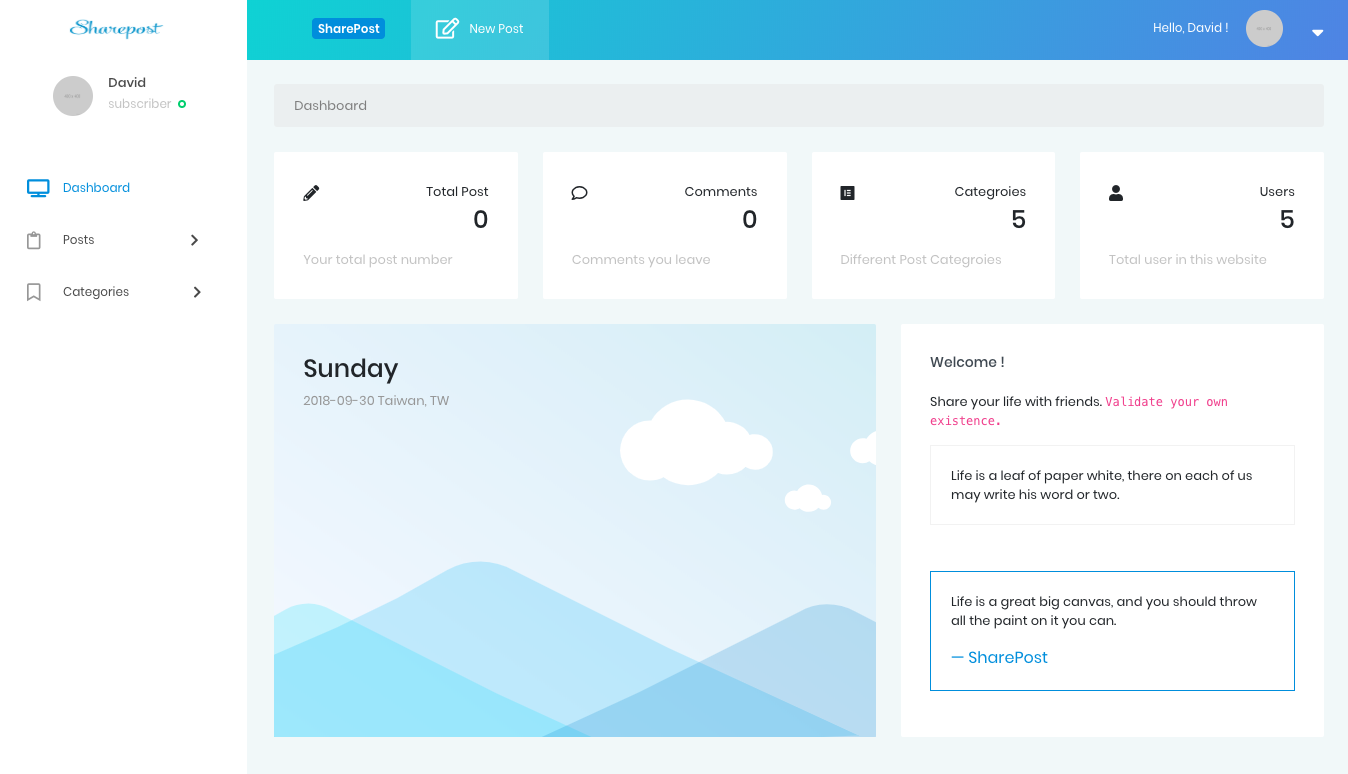 Sharepost
SharePost
New Post
Hello, David !
David
subscriber
Dashboard
Posts
Categories
Dashboard
Total Post
0
Your total post number
Comments
0
Comments you leave
Categroies
5
Different Post Categroies
Users
5
Total user in this website
Sunday
2018-09-30 Taiwan, TW
Welcome !
Share your life with friends. Validate your own
existence.
Life is a leaf of paper white, there on each of us
may write his word or two.
Life is a great big canvas, and you should throw
all the paint on it you can.
— SharePost